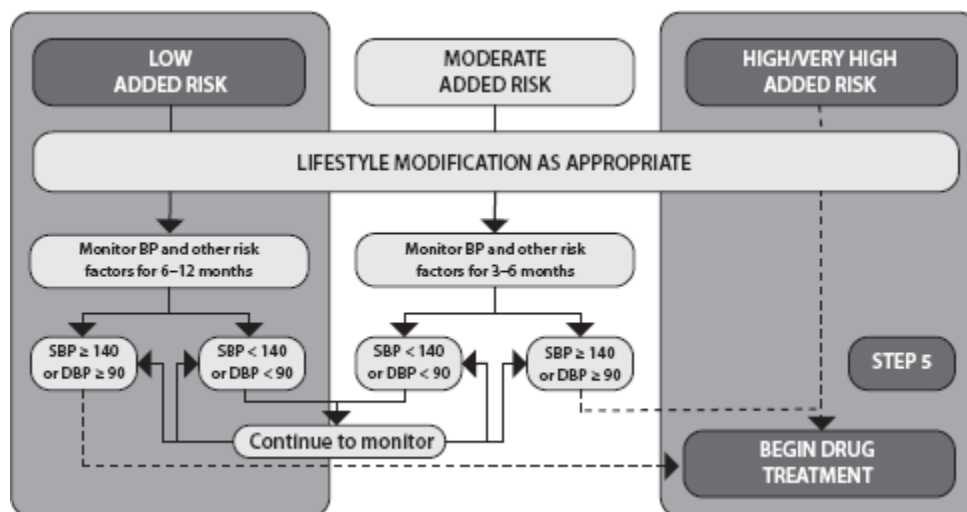 LOW
ADDED RISK
MODERATE
ADDED RISK
HIGH/VERY HIGH
ADDED RISK
LIFESTYLE MODIFICATION AS APPROPRIATE
Monitor BP and other risk
factors for 6–12 months
Monitor BP and other risk
factors for 3–6 months
SBP ≥ 140
or DBP ≥ 90
SBP < 140
or DBP < 90
SBP < 140
or DBP < 90
SBP ≥ 140
or DBP ≥ 90
STEP 5
Continue to monitor
BEGIN DRUG
TREATMENT